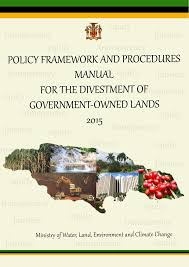 POLICY FRAMEWORK AND PROCEDURES
MANUAL
FOR THE DIVESTMENT OF
GOVERNMENT-OWNED LANDS
2015
Ministry of Water, Land, Environment and Climate Change